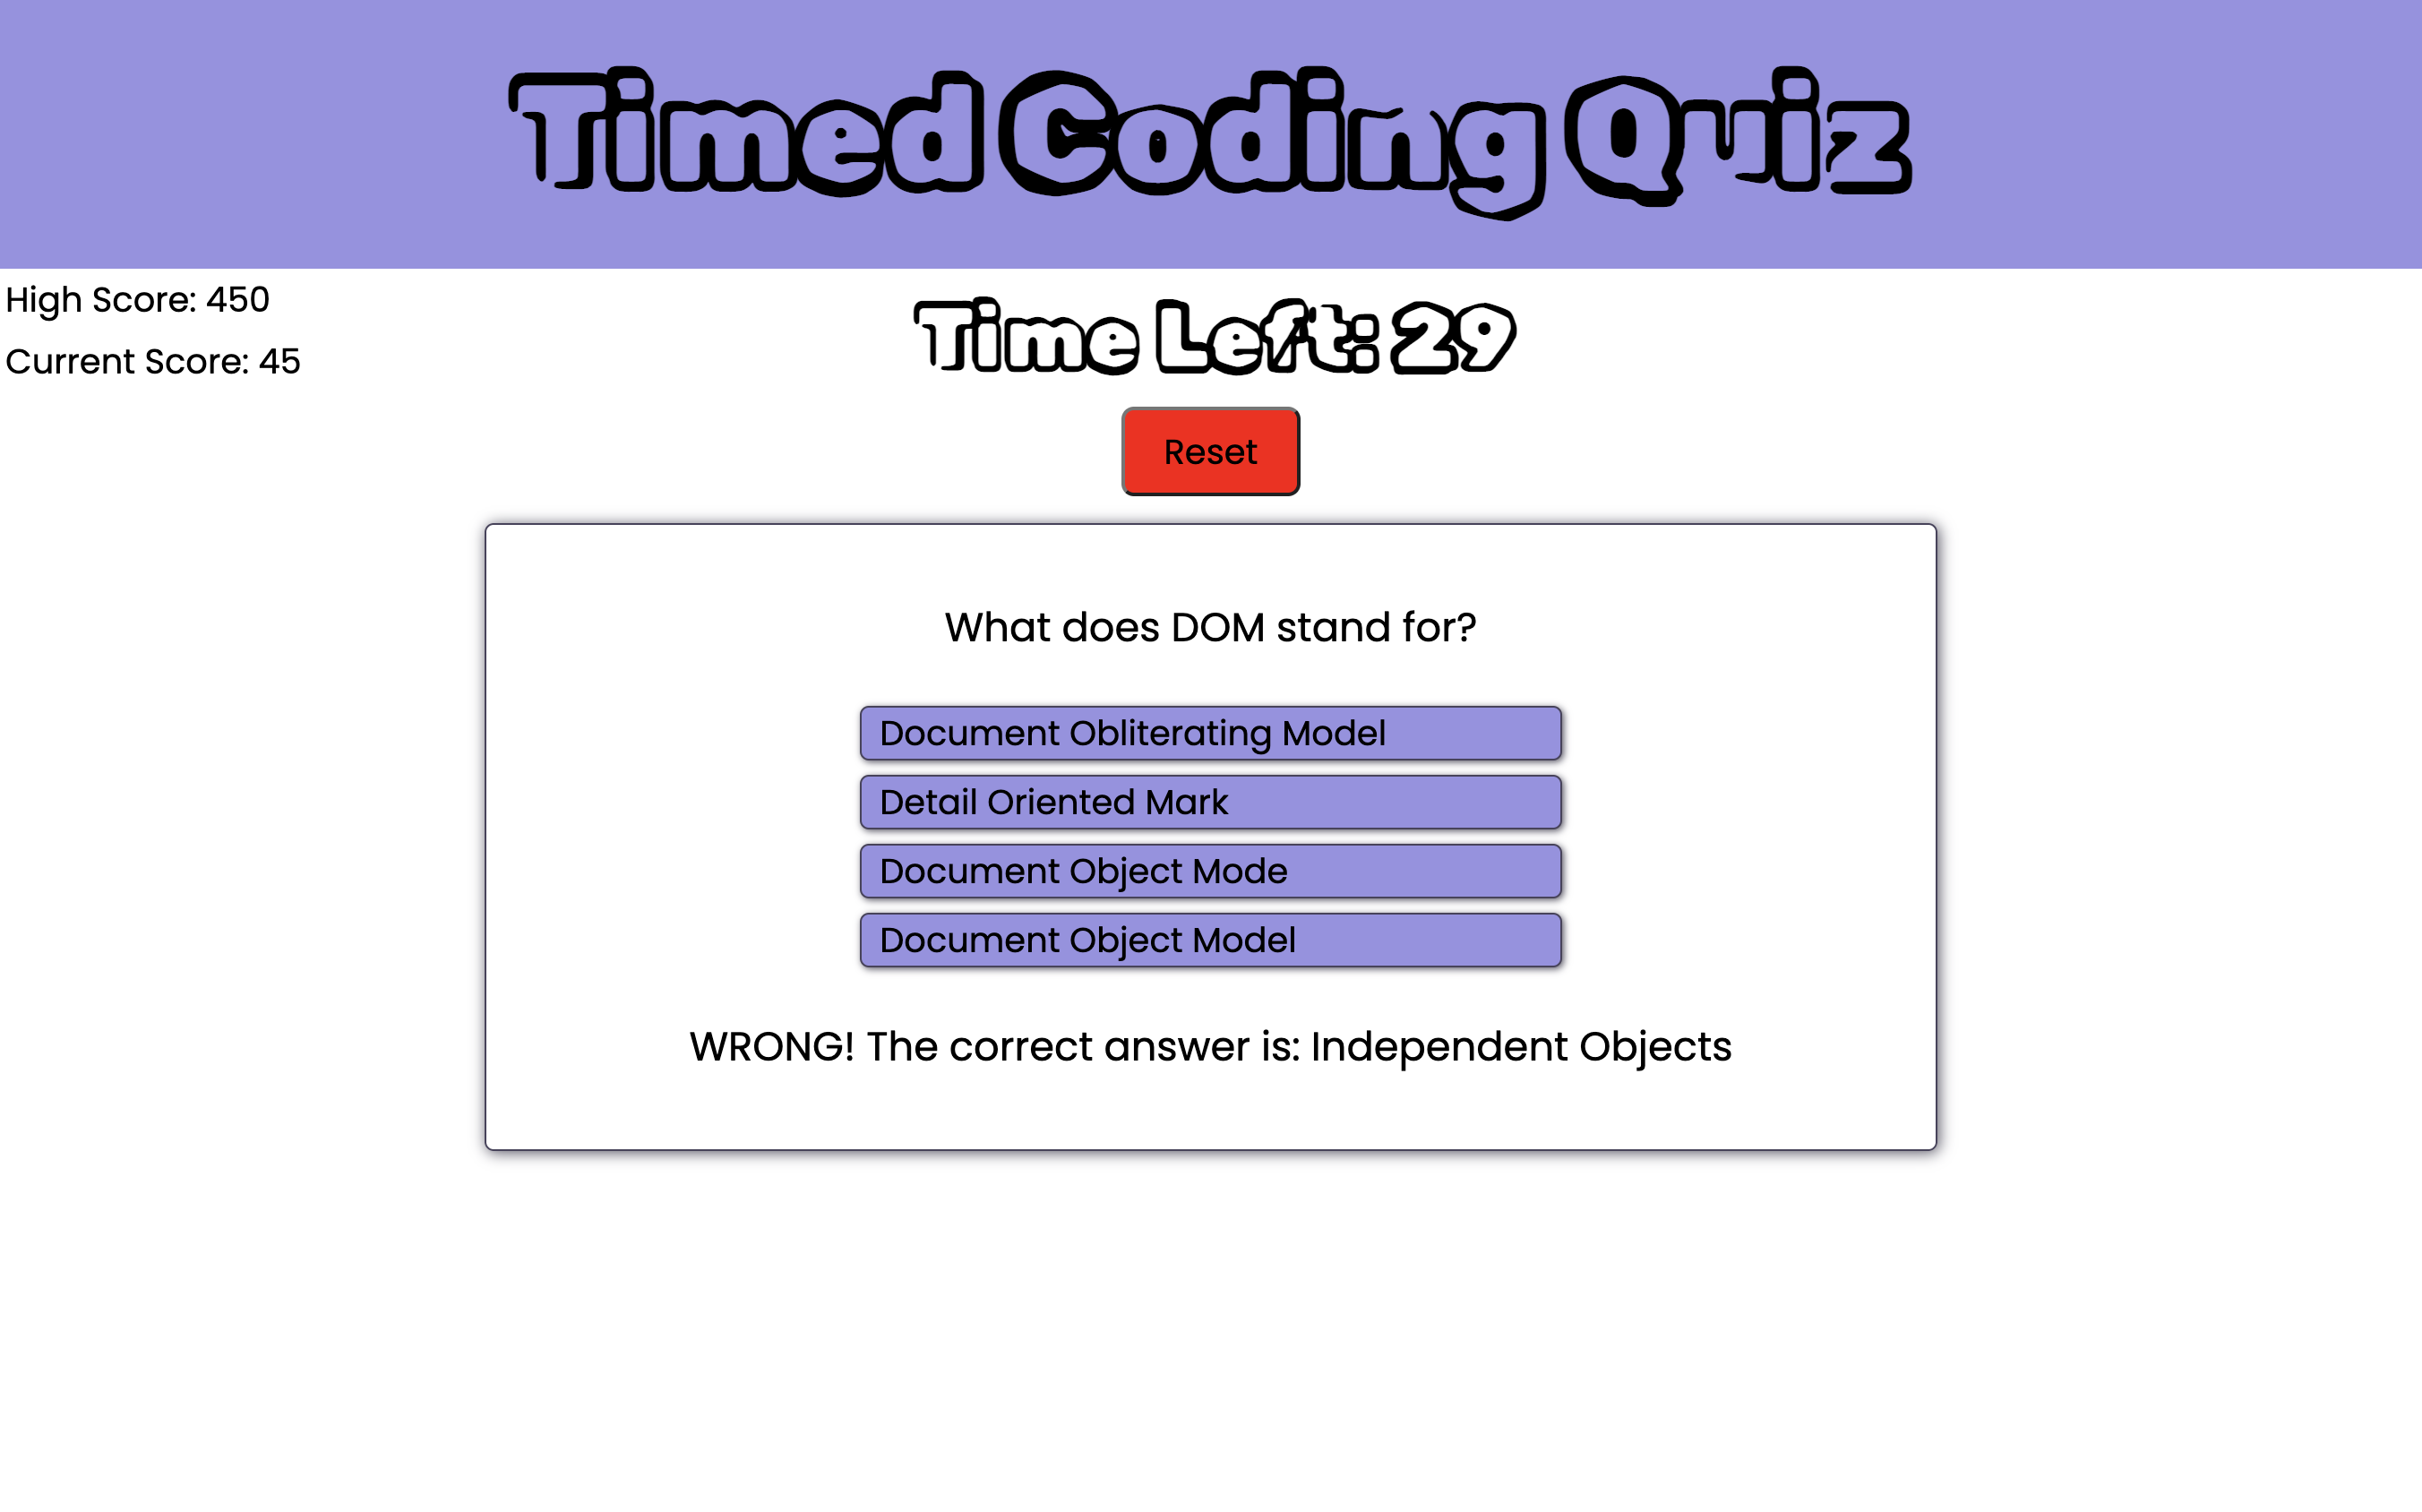 Timed Coding Quiz
High Score: 450
Current Score: 45
Time Left: 29
Reset
What does DOM stand for?
Document Obliterating Model
Detail Oriented Mark
Document Object Mode
Document Object Model
WRONG! The correct answer is: Independent Objects